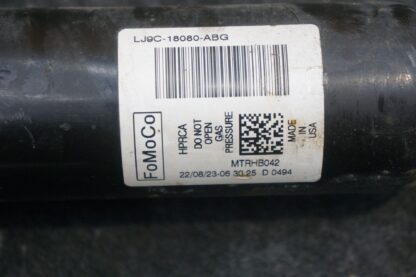 LJ9C-18080-ABG
FoMoCo
HPRCA
DO NOT
OPEN
GAS
PRESSURE
MADE
IN
USA
MTRHB042
22/08/23-06 30 25 D 0494